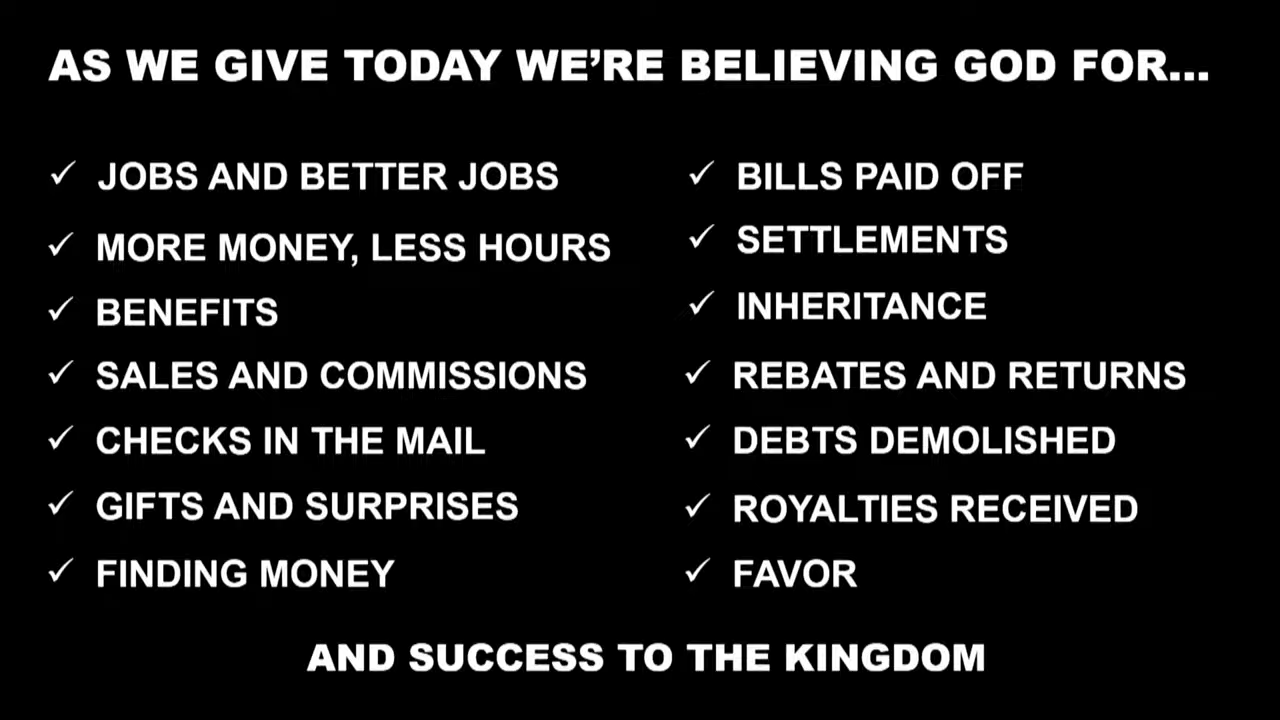 AS WE GIVE TODAY WE'RE BELIEVING GOD FOR...
✓ JOBS AND BETTER JOBS
✓ MORE MONEY, LESS HOURS
✓ BENEFITS
✓ SALES AND COMMISSIONS
✓ CHECKS IN THE MAIL
✓ GIFTS AND SURPRISES
✓ FINDING MONEY
✓ BILLS PAID OFF
✓ SETTLEMENTS
✓ INHERITANCE
✓ REBATES AND RETURNS
✓ DEBTS DEMOLISHED
✓ ROYALTIES RECEIVED
✓ FAVOR
AND SUCCESS TO THE KINGDOM